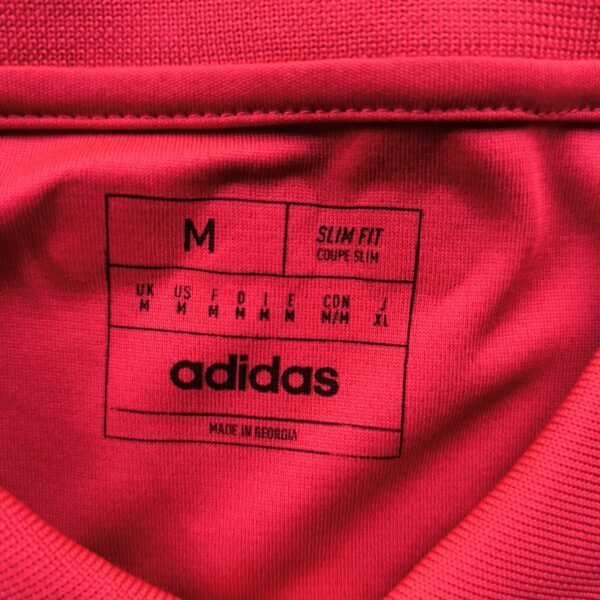 M
SLIM FIT
COUPE SLIM
UK US F D I E CDN J
M M M M M M M/M XL
adidas
MADE IN GEORGIA